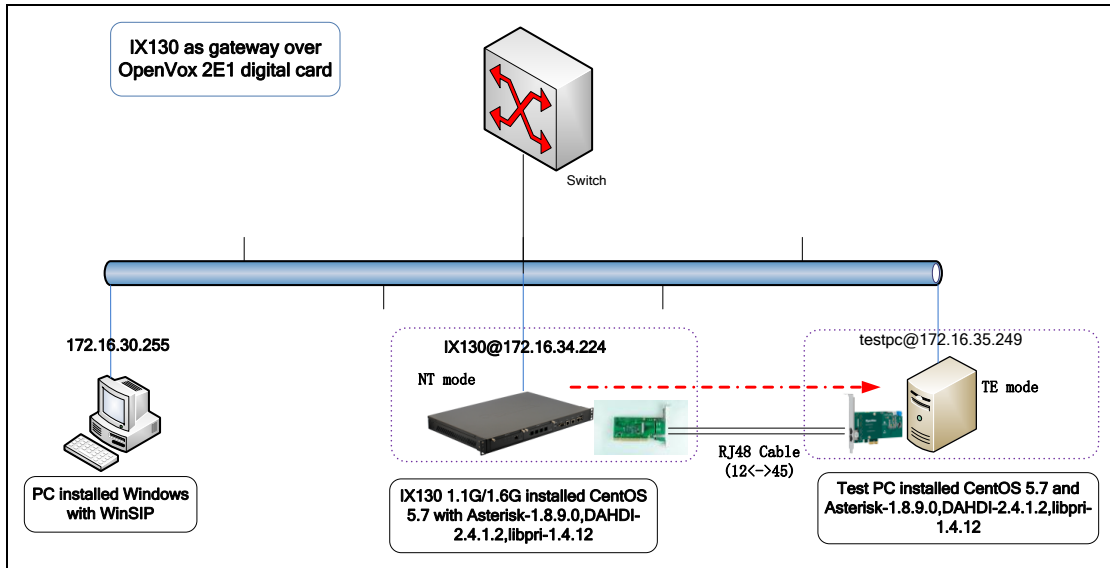 IX130 as gateway over
OpenVox 2E1 digital card
Switch
172.16.30.255
IX130@172.16.34.224
testpc@172.16.35.249
NT mode
TE mode
RJ48 Cable
(12<->45)
PC installed Windows
with WinSIP
IX130 1.1G/1.6G installed CentOS
5.7 with Asterisk-1.8.9.0,DAHDI-
2.4.1.2,libpri-1.4.12
Test PC installed CentOS 5.7 and
Asterisk-1.8.9.0,DAHDI-2.4.1.2,libpri-
1.4.12